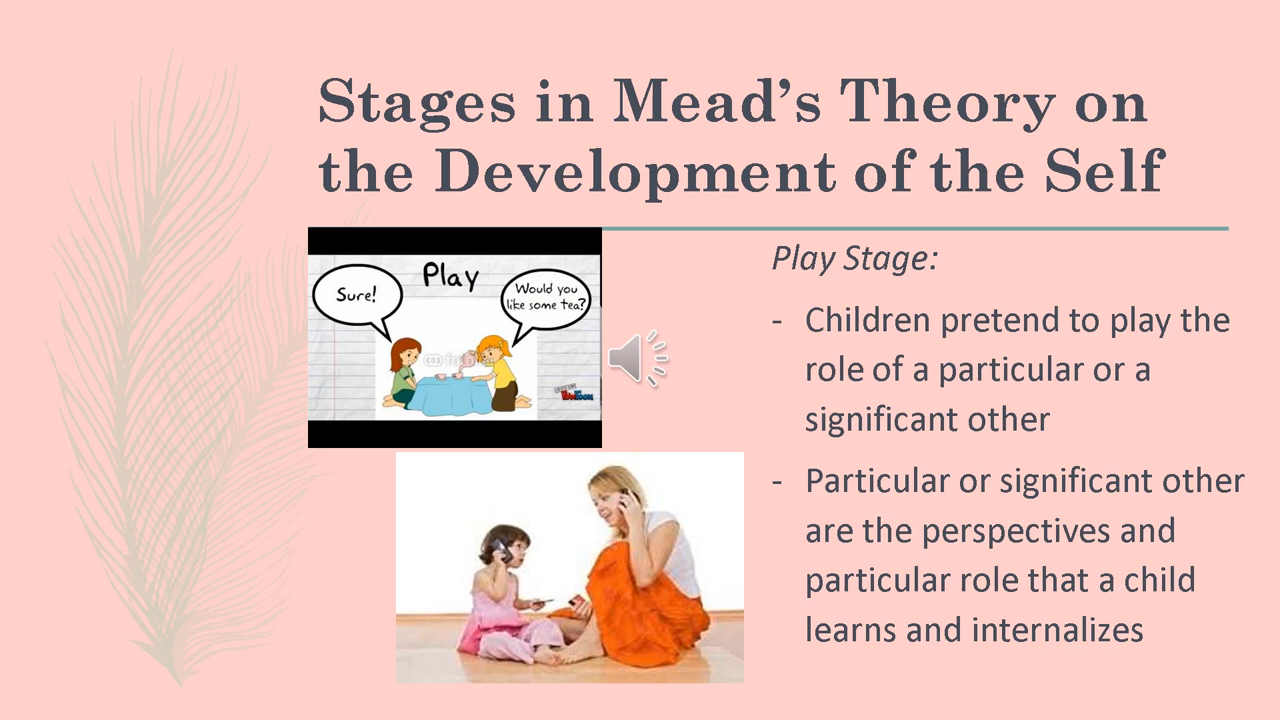 Stages in Mead’s Theory on
the Development of the Self
Play
Sure!
Would you
like some tea?
Play Stage:
- Children pretend to play the
role of a particular or a
significant other
- Particular or significant other
are the perspectives and
particular role that a child
learns and internalizes